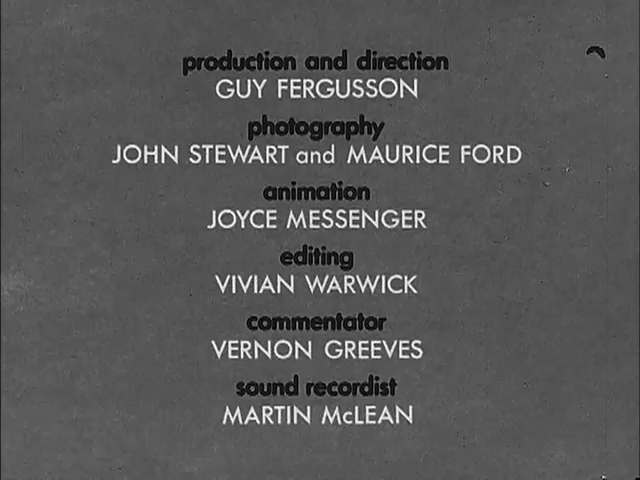 production and direction
GUY FERGUSSON
photography
JOHN STEWART and MAURICE FORD
animation
JOYCE MESSENGER
editing
VIVIAN WARWICK
commentator
VERNON GREEVES
sound recordist
MARTIN McLEAN